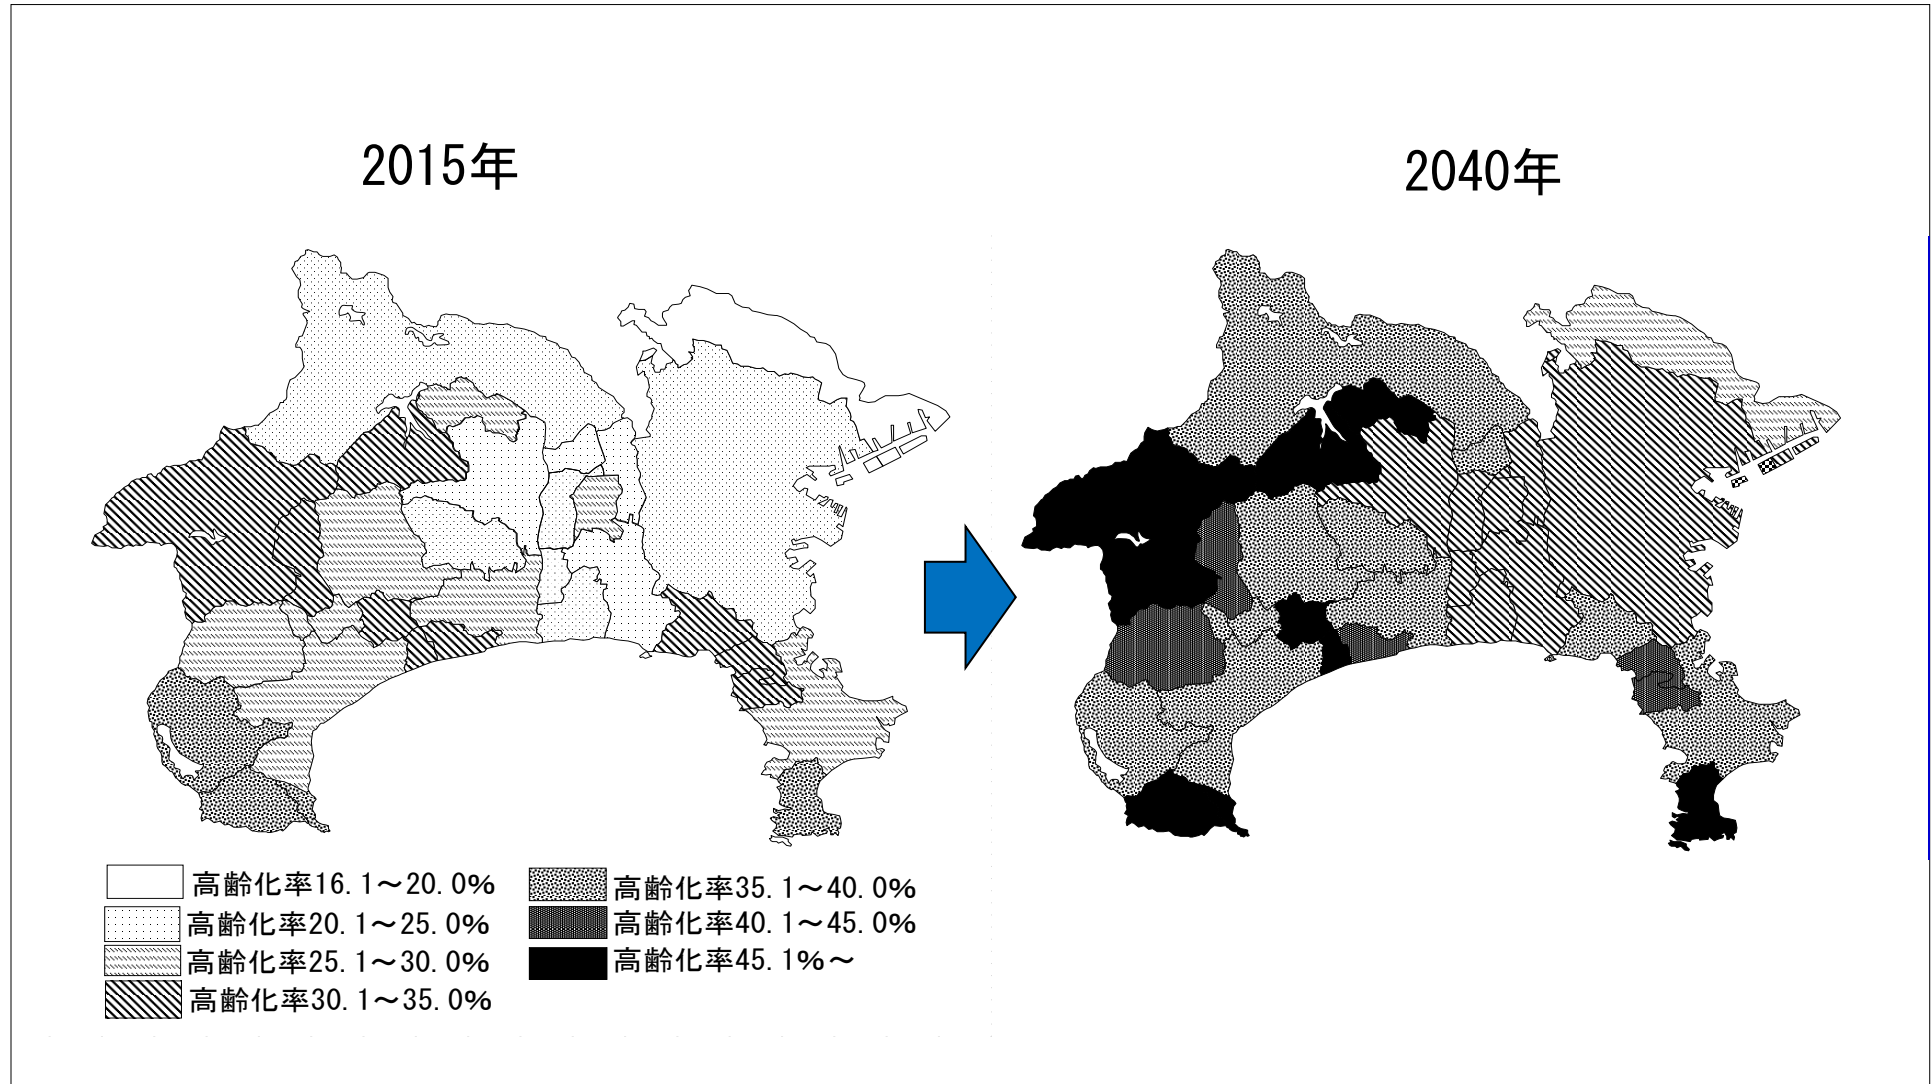 2015年
2040年
高齢化率16.1～20.0%
高齢化率20.1～25.0%
高齢化率25.1～30.0%
高齢化率30.1～35.0%
高齢化率35.1～40.0%
高齢化率40.1～45.0%
高齢化率45.1%～